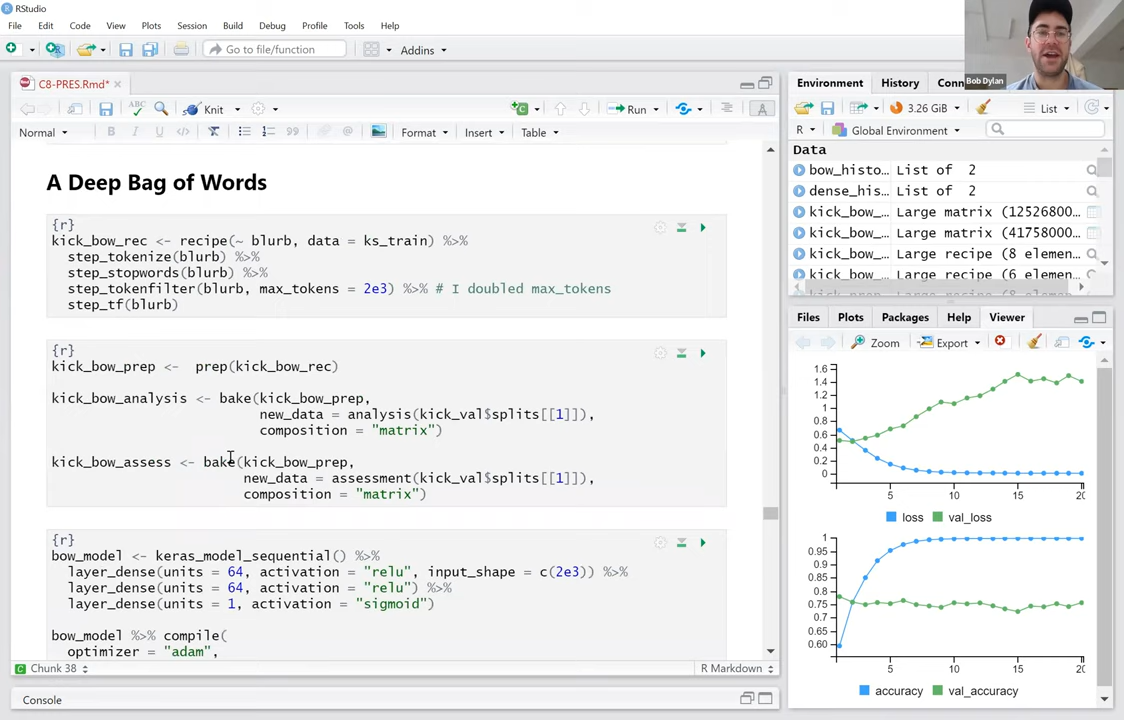 RStudio
File Edit Code View Plots Session Build Debug Profile Tools Help
Go to file/function Addins
Bob Dylan
C8-PRES.Rmd*
ABC Knit Run
Normal B I U Format Insert Table
A Deep Bag of Words
{r}
kick_bow_rec <- recipe(~ blurb, data = ks_train) %>%
step_tokenize(blurb) %>%
step_stopwords(blurb) %>%
step_tokenfilter(blurb, max_tokens = 2e3) %>% # I doubled max_tokens
step_tf(blurb)
{r}
kick_bow_prep <- prep(kick_bow_rec)
kick_bow_analysis <- bake(kick_bow_prep,
new_data = analysis(kick_val$splits[[1]]),
composition = "matrix")
kick_bow_assess <- bake(kick_bow_prep,
new_data = assessment(kick_val$splits[[1]]),
composition = "matrix")
{r}
bow_model <- keras_model_sequential() %>%
layer_dense(units = 64, activation = "relu", input_shape = c(2e3)) %>%
layer_dense(units = 64, activation = "relu") %>%
layer_dense(units = 1, activation = "sigmoid")
bow_model %>% compile(
optimizer = "adam",
Chunk 38 R Markdown
Console
Environment History Conn
3.26 GiB List
R Global Environment
Data
bow_histo... List of 2
dense_his... List of 2
kick_bow_... Large matrix (12526800...
kick_bow_... Large matrix (41758000...
kick_bow_... Large recipe (8 elemen...
kick_bow_... Large recipe (6 elemen...
Files Plots Packages Help Viewer
Zoom Export
1.6
1.4
1.2
1
0.8
0.6
0.4
0.2
0
5 10 15 20
loss val_loss
1
0.95
0.9
0.85
0.8
0.75
0.70
0.65
0.60
5 10 15 20
accuracy val_accuracy